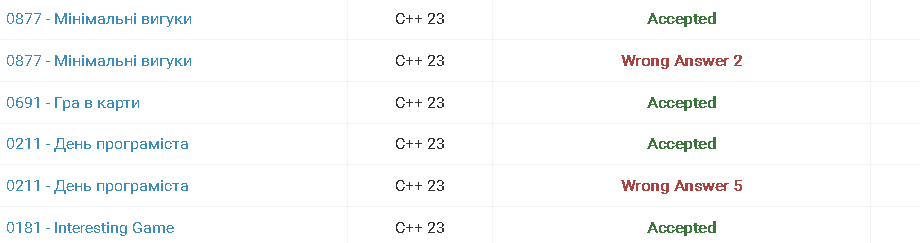 0877 - Мінімальні вигуки C++ 23 Accepted
0877 - Мінімальні вигуки C++ 23 Wrong Answer 2
0691 - Гра в карти C++ 23 Accepted
0211 - День програміста C++ 23 Accepted
0211 - День програміста C++ 23 Wrong Answer 5
0181 - Interesting Game C++ 23 Accepted